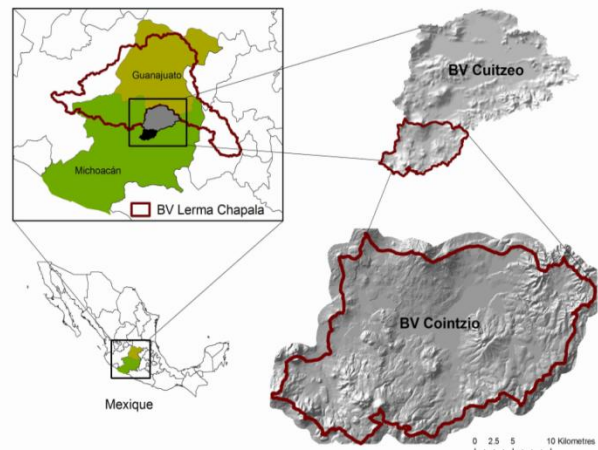 Guanajuato
Michoacán
BV Lerma Chapala
Mexique
BV Cuitzeo
BV Cointzio
0 2.5 5 10 Kilometres